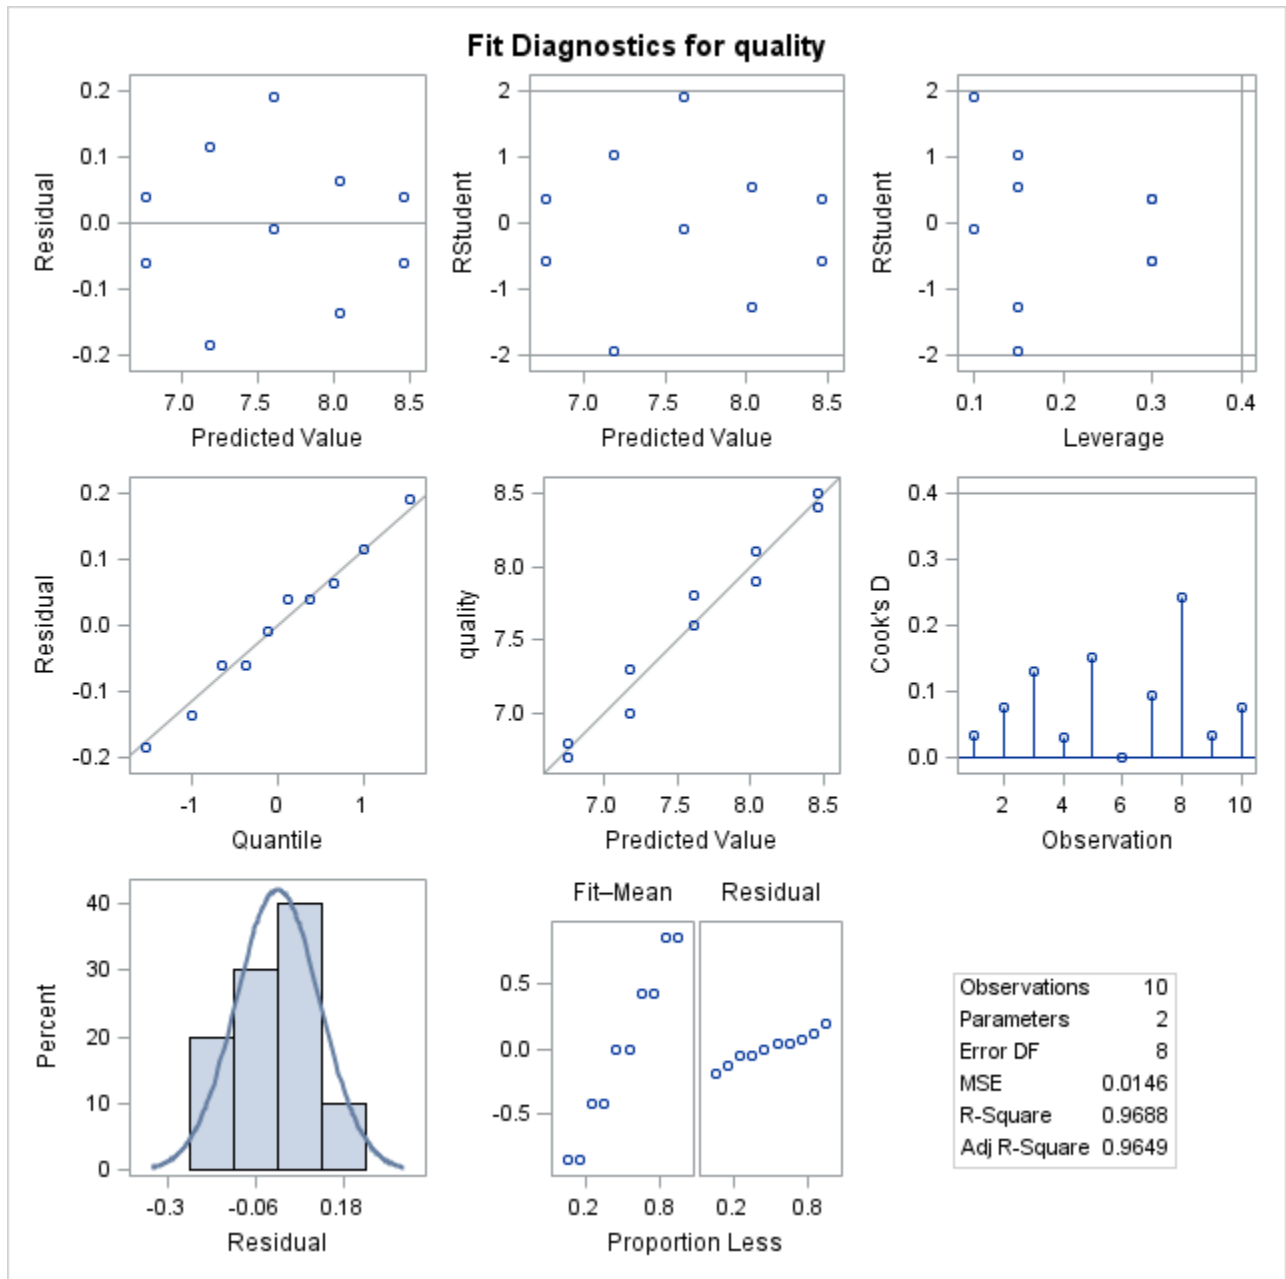 Fit Diagnostics for quality
0.2
0.1
0.0
-0.1
-0.2
Residual
7.0 7.5 8.0 8.5
Predicted Value
2
1
0
-1
-2
RStudent
7.0 7.5 8.0 8.5
Predicted Value
2
1
0
-1
-2
RStudent
0.1 0.2 0.3 0.4
Leverage
0.2
0.1
0.0
-0.1
-0.2
Residual
-1 0 1
Quantile
8.5
8.0
7.5
7.0
quality
7.0 7.5 8.0 8.5
Predicted Value
0.4
0.3
0.2
0.1
0.0
Cook's D
2 4 6 8 10
Observation
40
30
20
10
0
Percent
-0.3 -0.06 0.18
Residual
Fit–Mean Residual
0.5
0.0
-0.5
0.2 0.8 0.2 0.8
Proportion Less
Observations 10
Parameters 2
Error DF 8
MSE 0.0146
R-Square 0.9688
Adj R-Square 0.9649